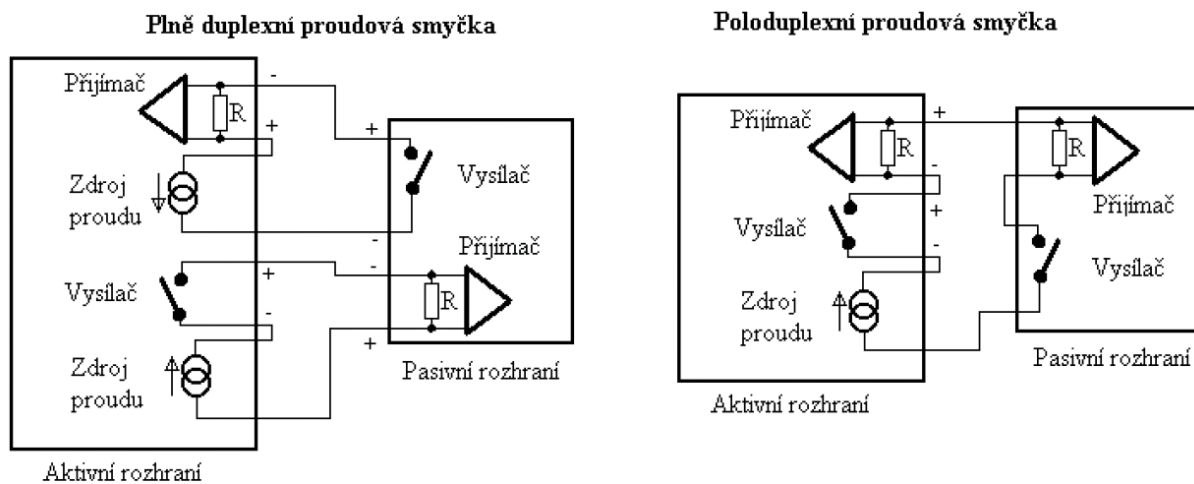 Plně duplexní proudová smyčka
Přijímač
R
-
+
+
Zdroj
proudu
Vysílač
-
Přijímač
Vysílač
+
-
R
-
Zdroj
proudu
+
Pasivní rozhraní
Aktivní rozhraní
Poloduplexní proudová smyčka
Přijímač
R
+
R
-
Vysílač
+
-
Přijímač
Vysílač
Zdroj
proudu
Pasivní rozhraní
Aktivní rozhraní